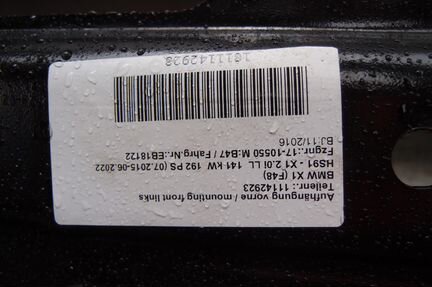 Aufhängung vorne / mounting front links
Teilenr.: 11142923
BMW X1 (F48)
HS91 - X1 2.0i LL 141 kW 192 PS (07.2015-06.2022
Fzgnr.:17-10550 M:B47 / Fahrg.Nr.:EB18122
BJ:11/2016
1611142923